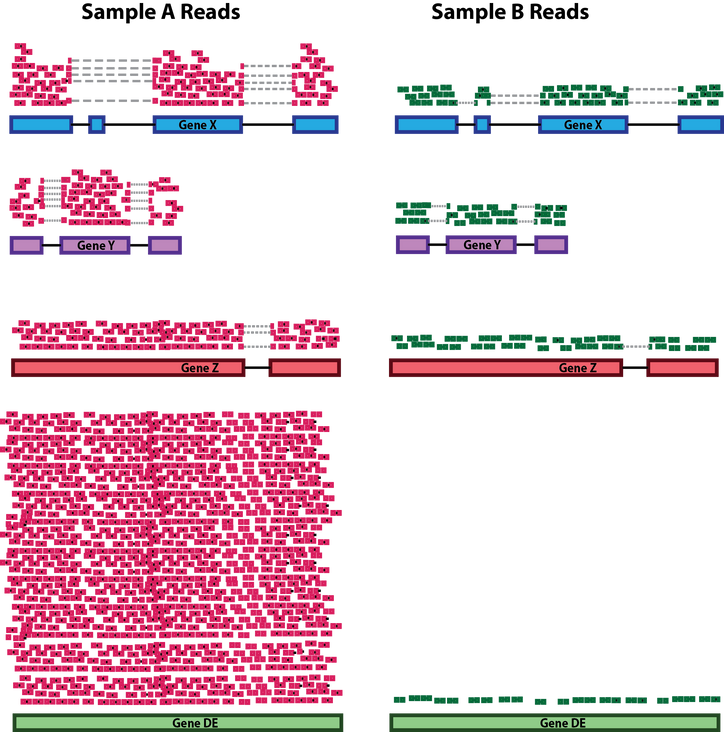 Sample A Reads
Sample B Reads
Gene X
Gene X
Gene Y
Gene Y
Gene Z
Gene Z
Gene DE
Gene DE